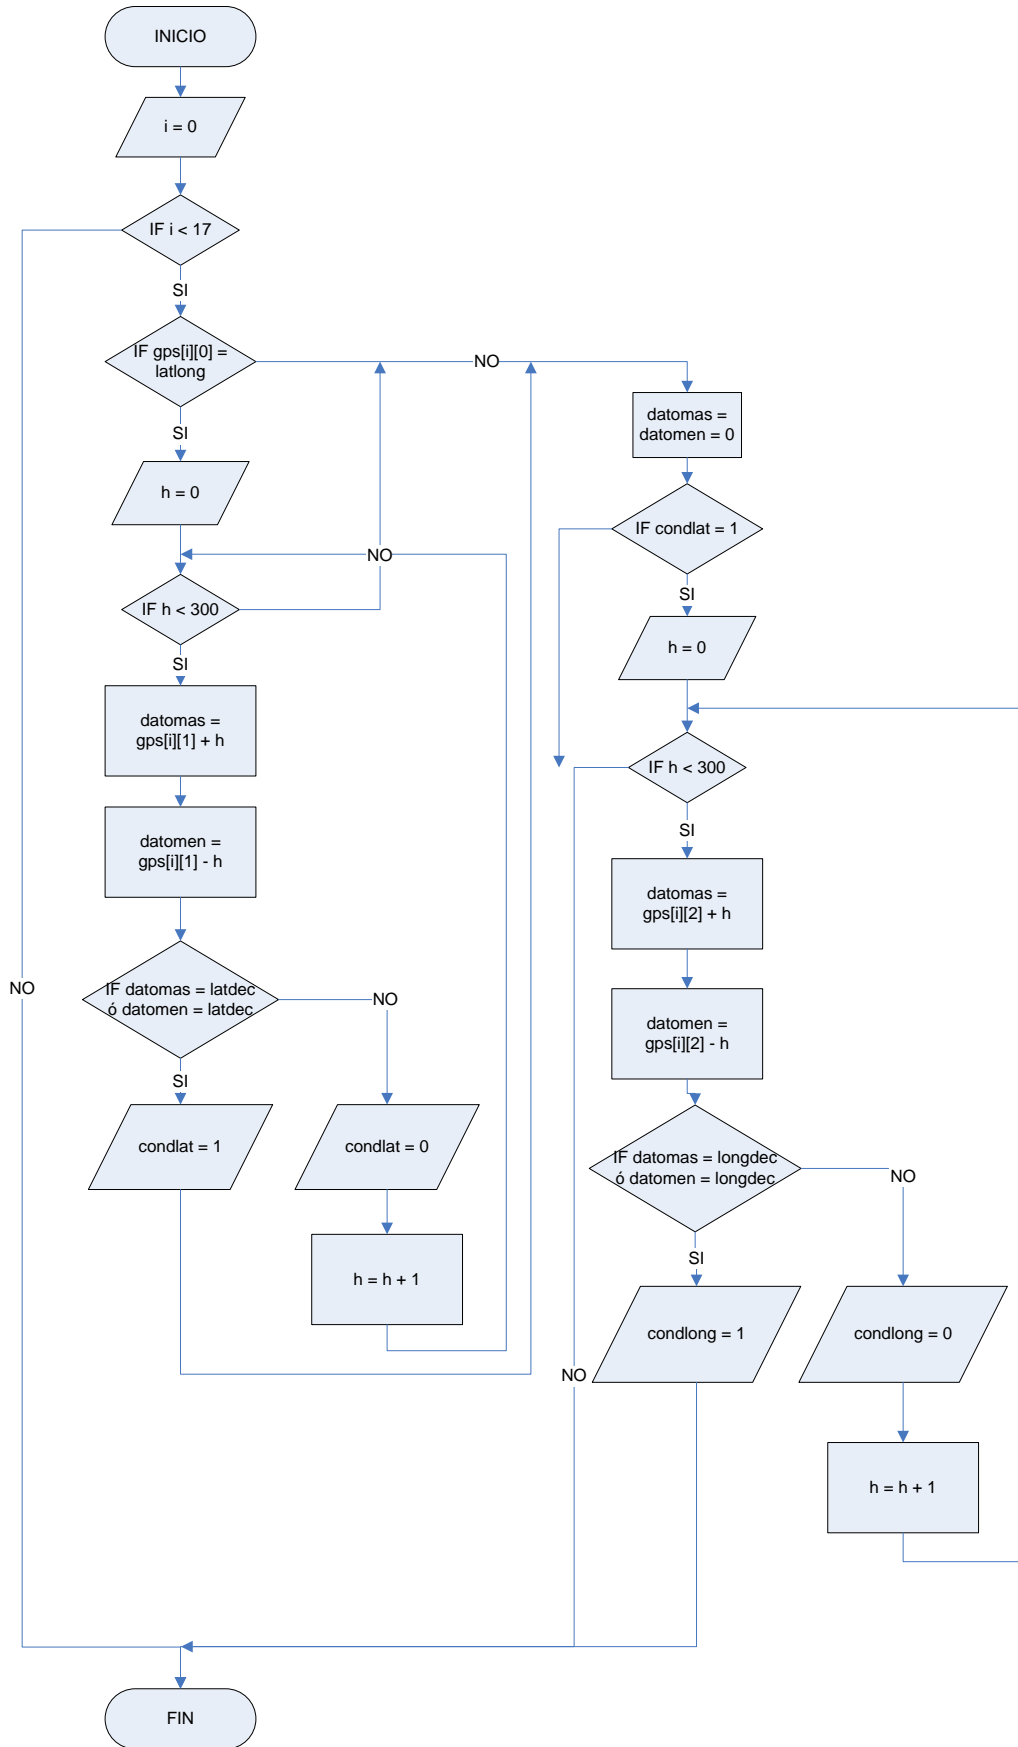 INICIO
i = 0
IF i < 17
SI
IF gps[i][0] =
latlong
NO
SI
h = 0
NO
IF h < 300
SI
datomas =
gps[i][1] + h
datomen =
gps[i][1] - h
IF datomas = latdec
ó datomen = latdec
NO
NO
SI
condlat = 1
condlat = 0
h = h + 1
datomas =
datomen = 0
IF condlat = 1
SI
h = 0
IF h < 300
SI
datomas =
gps[i][2] + h
datomen =
gps[i][2] - h
IF datomas = longdec
ó datomen = longdec
NO
SI
condlong = 1
condlong = 0
NO
h = h + 1
FIN